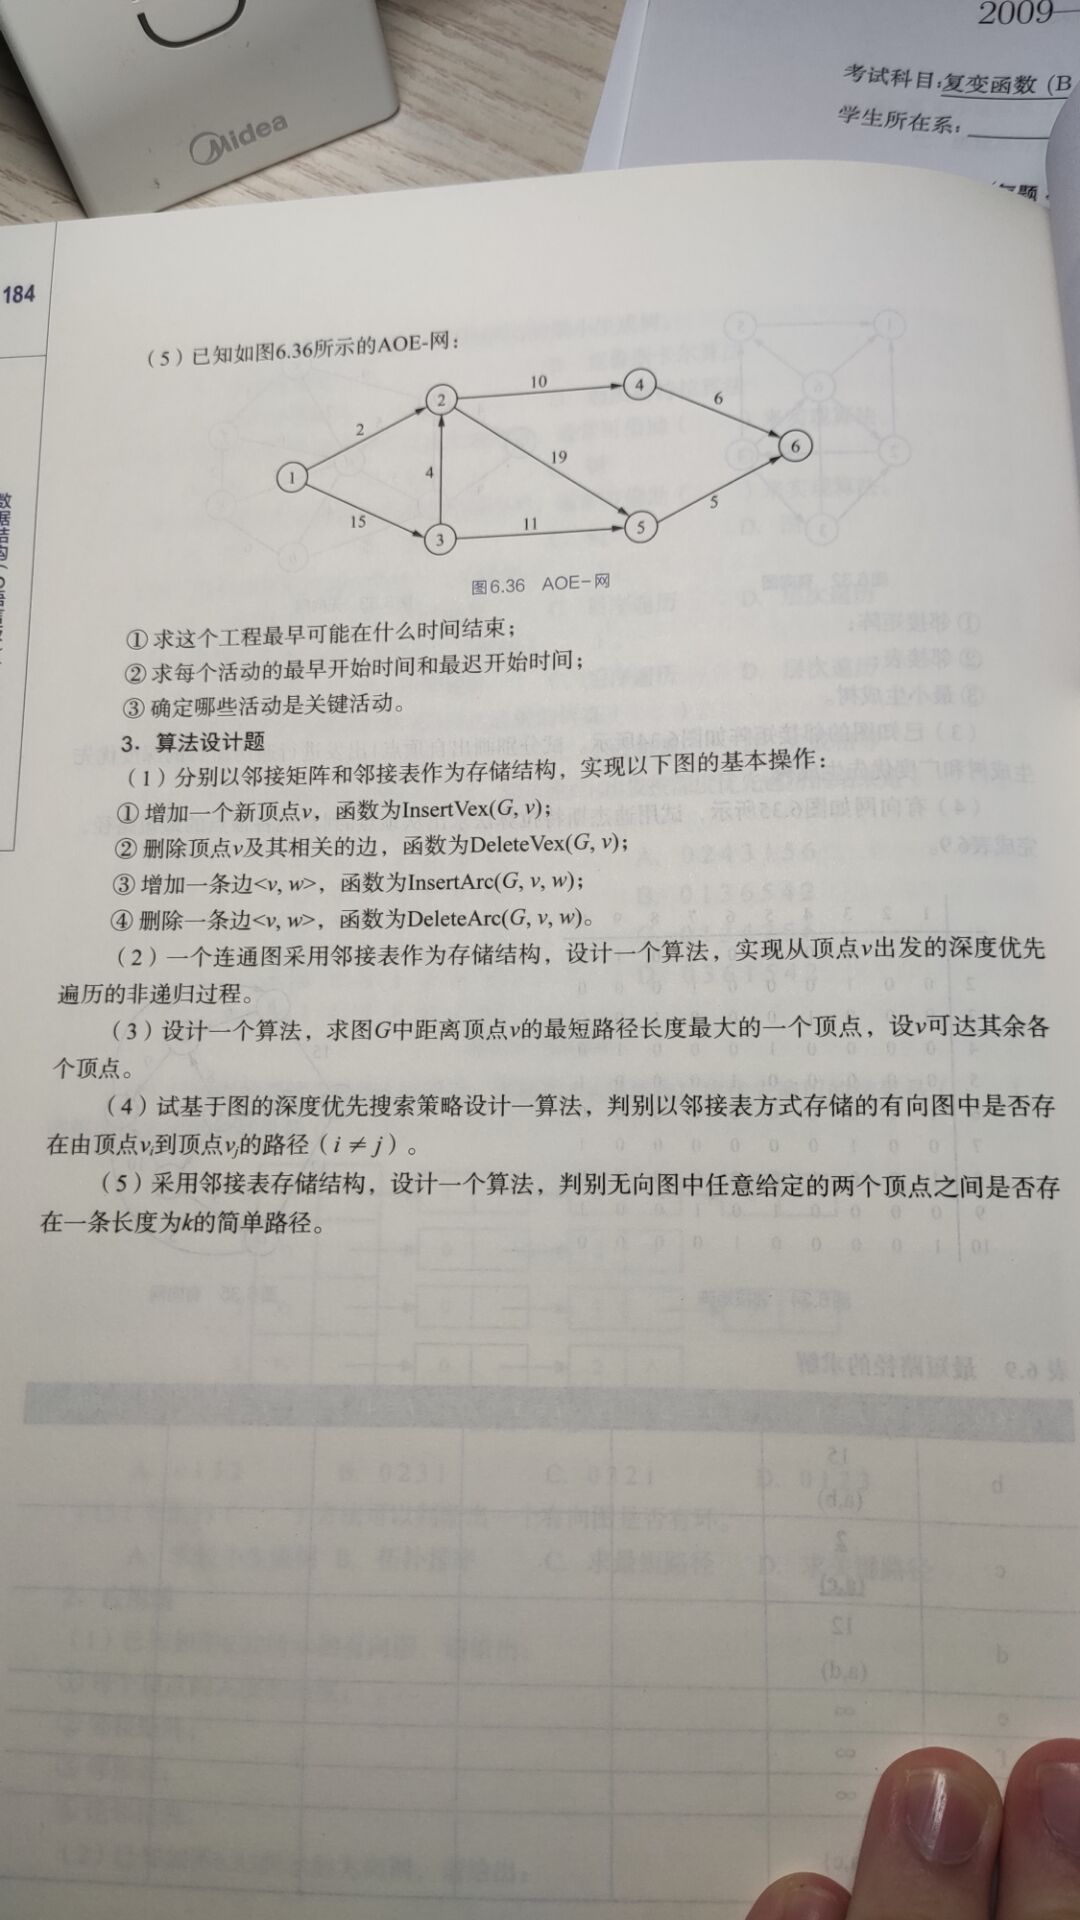 2009
考试科目:复变函数 (B
学生所在系:
Midea
184
(5)已知如图6.36所示的AOE-网:
10
2
4
6
2
6
19
4
1
5
15
11
5
3
图6.36 AOE-网
①求这个工程最早可能在什么时间结束;
②求每个活动的最早开始时间和最迟开始时间;
③确定哪些活动是关键活动。
3. 算法设计题
(1)分别以邻接矩阵和邻接表作为存储结构,实现以下图的基本操作:
①增加一个新顶点v,函数为InsertVex(G, v);
②删除顶点v及其相关的边,函数为DeleteVex(G, v);
③增加一条边<v, w>,函数为InsertArc(G, v, w);
④删除一条边<v, w>,函数为DeleteArc(G, v, w)。
(2)一个连通图采用邻接表作为存储结构,设计一个算法,实现从顶点v出发的深度优先
遍历的非递归过程。
(3)设计一个算法,求图G中距离顶点v的最短路径长度最大的一个顶点,设v可达其余各
个顶点。
(4)试基于图的深度优先搜索策略设计一算法,判别以邻接表方式存储的有向图中是否存
在由顶点vi到顶点vj的路径(i ≠ j)。
(5)采用邻接表存储结构,设计一个算法,判别无向图中任意给定的两个顶点之间是否存
在一条长度为k的简单路径。